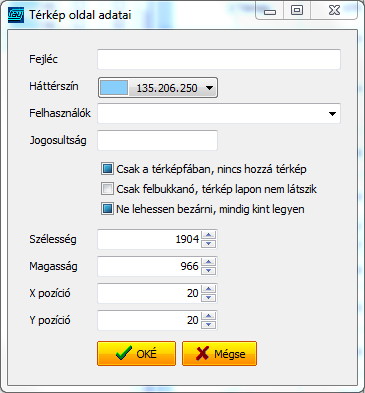 Térkép oldal adatai
Fejléc
Háttérszín 135.206.250
Felhasználók
Jogosultság
Csak a térképfában, nincs hozzá térkép
Csak felbukkanó, térkép lapon nem látszik
Ne lehessen bezárni, mindig kint legyen
Szélesség 1904
Magasság 966
X pozíció 20
Y pozíció 20
OKÉ Mégse